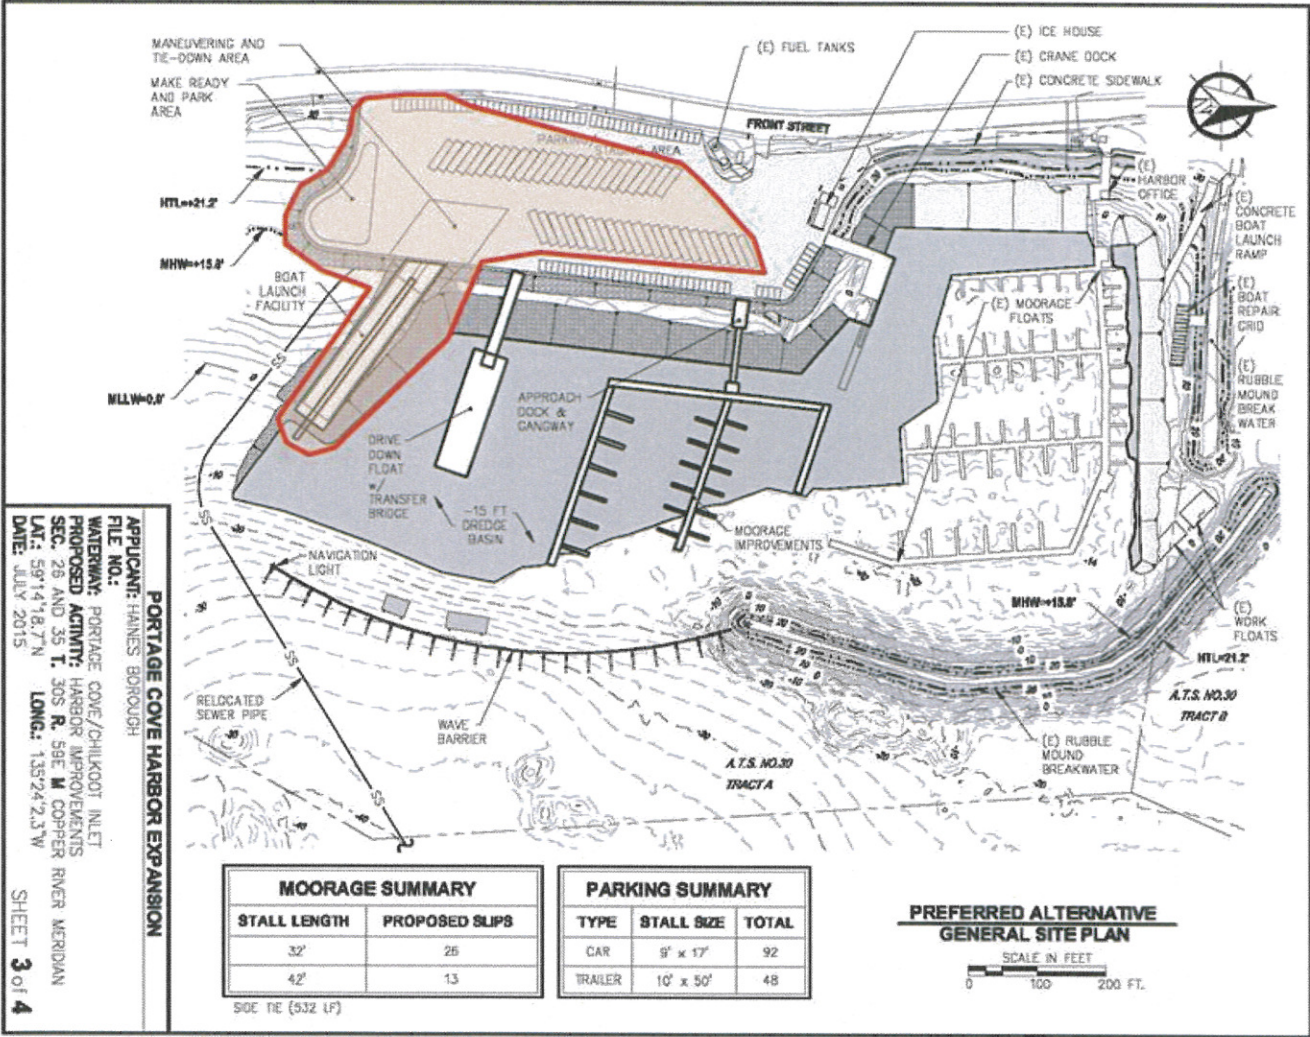 MANEUVERING AND
TIE-DOWN AREA
MAKE READY
AND PARK
AREA
(E) FUEL TANKS
(E) ICE HOUSE
(E) CRANE DOCK
(E) CONCRETE SIDEWALK
FRONT STREET
PARKING
AREA
HTL=+21.2'
MHW=+15.8'
BOAT
LAUNCH
FACILITY
MLLW=0.0'
SS
(E)
HARBOR
OFFICE
(E)
CONCRETE
BOAT
LAUNCH
RAMP
(E)
BOAT
REPAIR
GRID
(E)
RUBBLE
MOUND
BREAK
WATER
(E) MOORAGE
FLOATS
APPROACH
DOCK &
GANGWAY
DRIVE
DOWN
FLOAT
w/
TRANSFER
BRIDGE
-15 FT
DREDGE
BASIN
MOORAGE
IMPROVEMENTS
NAVIGATION
LIGHT
SS
MHW=+15.8'
(E)
WORK
FLOATS
HTL=21.2'
A.T.S. NO.30
TRACT B
RELOCATED
SEWER PIPE
WAVE
BARRIER
(E) RUBBLE
MOUND
BREAKWATER
A.T.S. NO.30
TRACT A
SS
PORTAGE COVE HARBOR EXPANSION
APPLICANT: HAINES BOROUGH
FILE NO.:
WATERWAY: PORTAGE COVE/CHILKOOT INLET
PROPOSED ACTIVITY: HARBOR IMPROVEMENTS
SEC. 26 AND 35 T. 30S R. 59E M COPPER RIVER MERIDIAN
LAT.: 59°14'18.7"N LONG.: 135°24'2.3"W
DATE: JULY 2015
SHEET 3 of 4
MOORAGE SUMMARY
STALL LENGTH PROPOSED SLIPS
32' 26
42' 13
SIDE TIE (532 LF)
PARKING SUMMARY
TYPE STALL SIZE TOTAL
CAR 9' x 17' 92
TRAILER 10' x 50' 48
PREFERRED ALTERNATIVE
GENERAL SITE PLAN
SCALE IN FEET
0 100 200 FT.